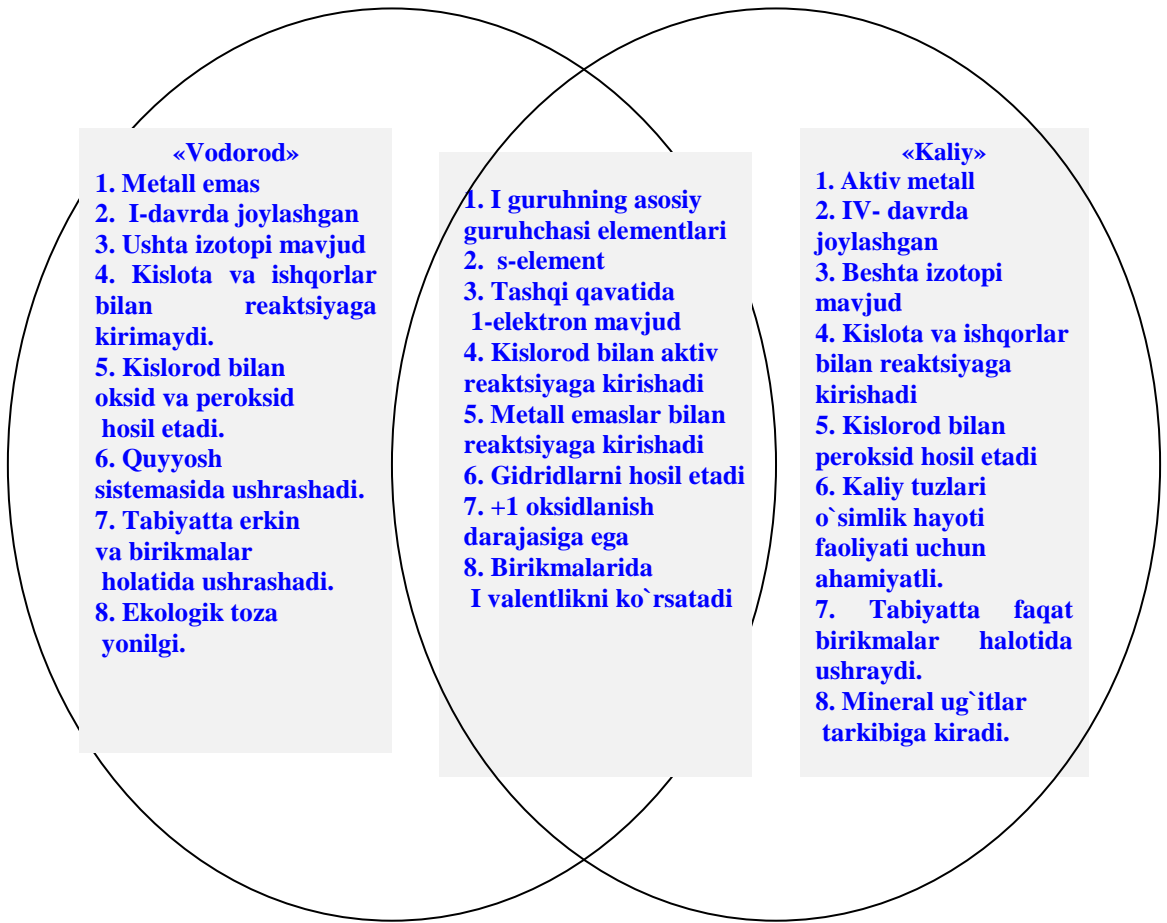 «Vodorod»
1. Metall emas
2. I-davrda joylashgan
3. Ushta izotopi mavjud
4. Kislota va ishqorlar
bilan reaktsiyaga
kirimaydi.
5. Kislorod bilan
oksid va peroksid
hosil etadi.
6. Quyyosh
sistemasida ushrashadi.
7. Tabiyatta erkin
va birikmalar
holatida ushrashadi.
8. Ekologik toza
yonilgi.
1. I guruhning asosiy
guruhchasi elementlari
2. s-element
3. Tashqi qavatida
1-elektron mavjud
4. Kislorod bilan aktiv
reaktsiyaga kirishadi
5. Metall emaslar bilan
reaktsiyaga kirishadi
6. Gidridlarni hosil etadi
7. +1 oksidlanish
darajasiga ega
8. Birikmalarida
I valentlikni ko`rsatadi
«Kaliy»
1. Aktiv metall
2. IV- davrda
joylashgan
3. Beshta izotopi
mavjud
4. Kislota va ishqorlar
bilan reaktsiyaga
kirishadi
5. Kislorod bilan
peroksid hosil etadi
6. Kaliy tuzlari
o`simlik hayoti
faoliyati uchun
ahamiyatli.
7. Tabiyatta faqat
birikmalar halotida
ushraydi.
8. Mineral ug`itlar
tarkibiga kiradi.